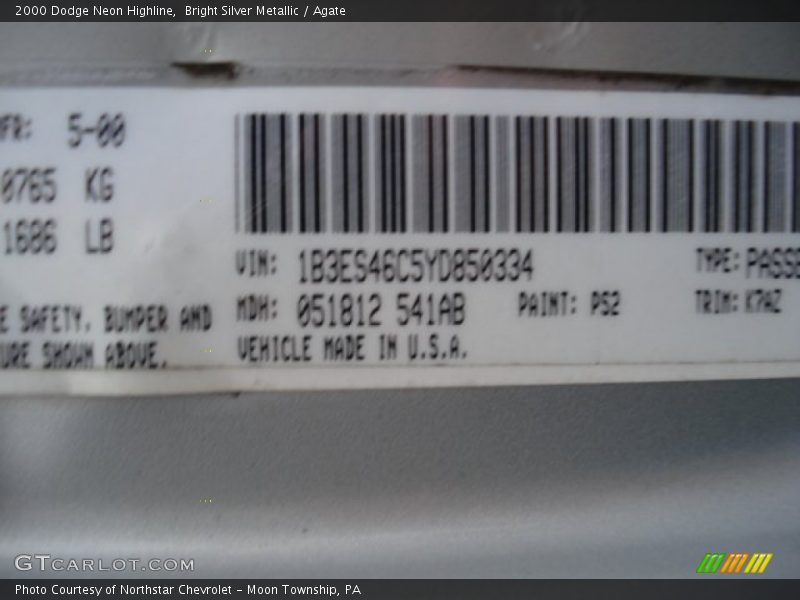 2000 Dodge Neon Highline, Bright Silver Metallic / Agate
MFR: 5-00
0765 KG
1686 LB
VIN: 1B3ES46C5YD850334
TYPE: PASSE
MDH: 051812 541AB PAINT: PS2 TRIM: K7AZ
E SAFETY, BUMPER AND
VEHICLE MADE IN U.S.A.
URE SHOWN ABOVE.
GTCARLOT.COM
Photo Courtesy of Northstar Chevrolet - Moon Township, PA